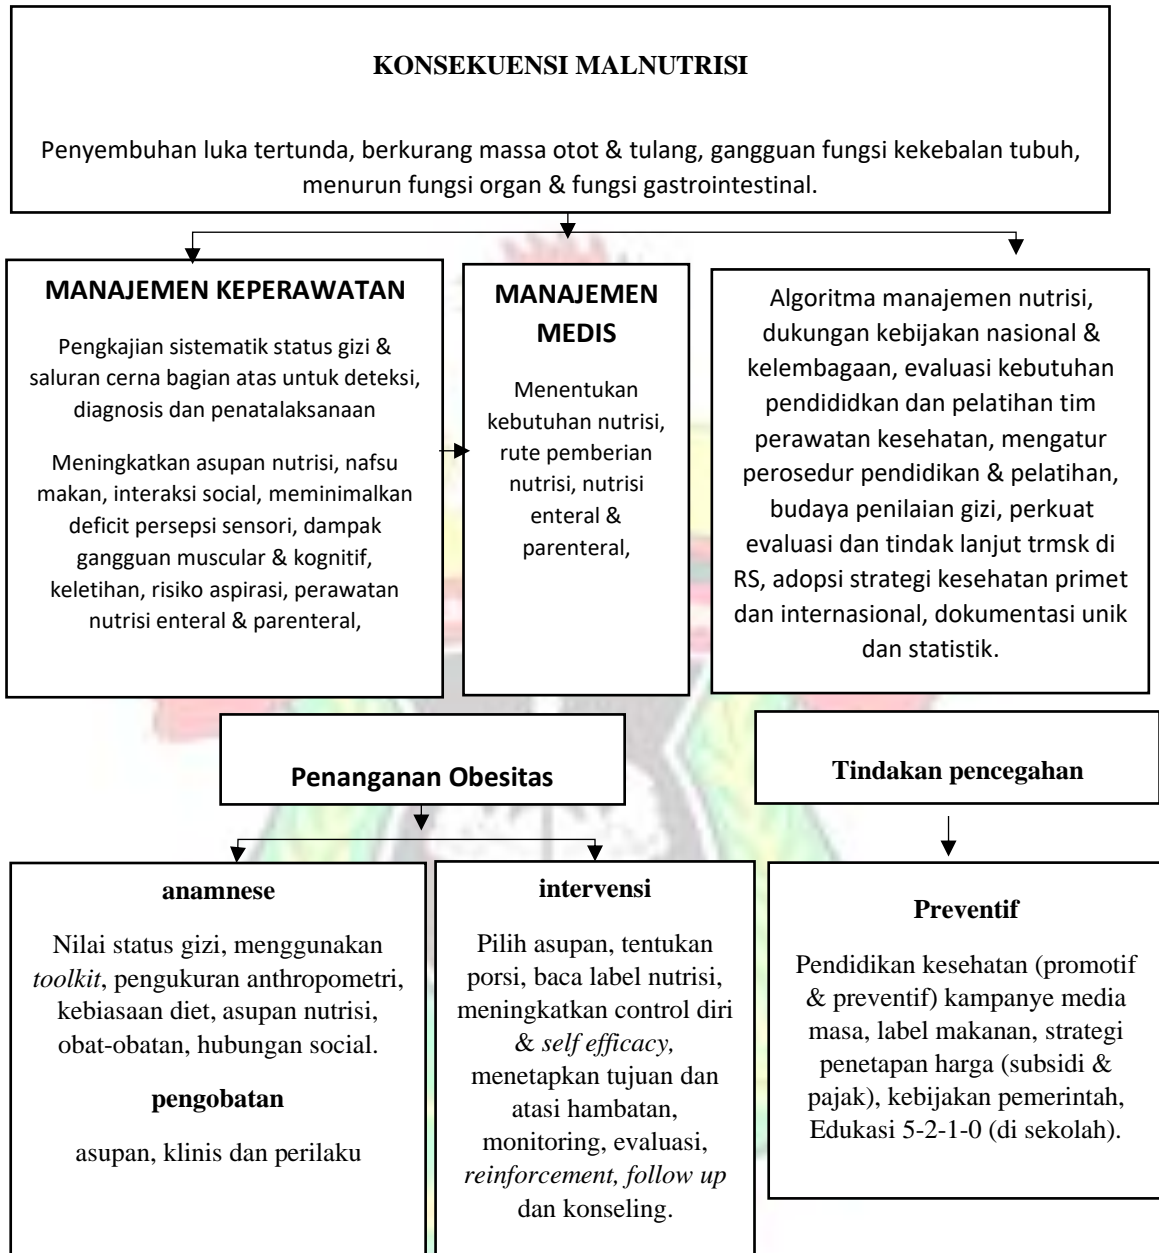 KONSEKUENSI MALNUTRISI
Penyembuhan luka tertunda, berkurang massa otot & tulang, gangguan fungsi kekebalan tubuh,
menurun fungsi organ & fungsi gastrointestinal.
MANAJEMEN KEPERAWATAN
Pengkajian sistematik status gizi &
saluran cerna bagian atas untuk deteksi,
diagnosis dan penatalaksanaan
Meningkatkan asupan nutrisi, nafsu
makan, interaksi social, meminimalkan
deficit persepsi sensori, dampak
gangguan muscular & kognitif,
keletihan, risiko aspirasi, perawatan
nutrisi enteral & parenteral,
MANAJEMEN
MEDIS
Menentukan
kebutuhan nutrisi,
rute pemberian
nutrisi, nutrisi
enteral &
parenteral,
Algoritma manajemen nutrisi,
dukungan kebijakan nasional &
kelembagaan, evaluasi kebutuhan
pendididkan dan pelatihan tim
perawatan kesehatan, mengatur
perosedur pendidikan & pelatihan,
budaya penilaian gizi, perkuat
evaluasi dan tindak lanjut trmsk di
RS, adopsi strategi kesehatan primet
dan internasional, dokumentasi unik
dan statistik.
Penanganan Obesitas
Tindakan pencegahan
anamnese
Nilai status gizi, menggunakan
toolkit, pengukuran anthropometri,
kebiasaan diet, asupan nutrisi,
obat-obatan, hubungan social.
pengobatan
asupan, klinis dan perilaku
intervensi
Pilih asupan, tentukan
porsi, baca label nutrisi,
meningkatkan control diri
& self efficacy,
menetapkan tujuan dan
atasi hambatan,
monitoring, evaluasi,
reinforcement, follow up
dan konseling.
Preventif
Pendidikan kesehatan (promotif
& preventif) kampanye media
masa, label makanan, strategi
penetapan harga (subsidi &
pajak), kebijakan pemerintah,
Edukasi 5-2-1-0 (di sekolah).